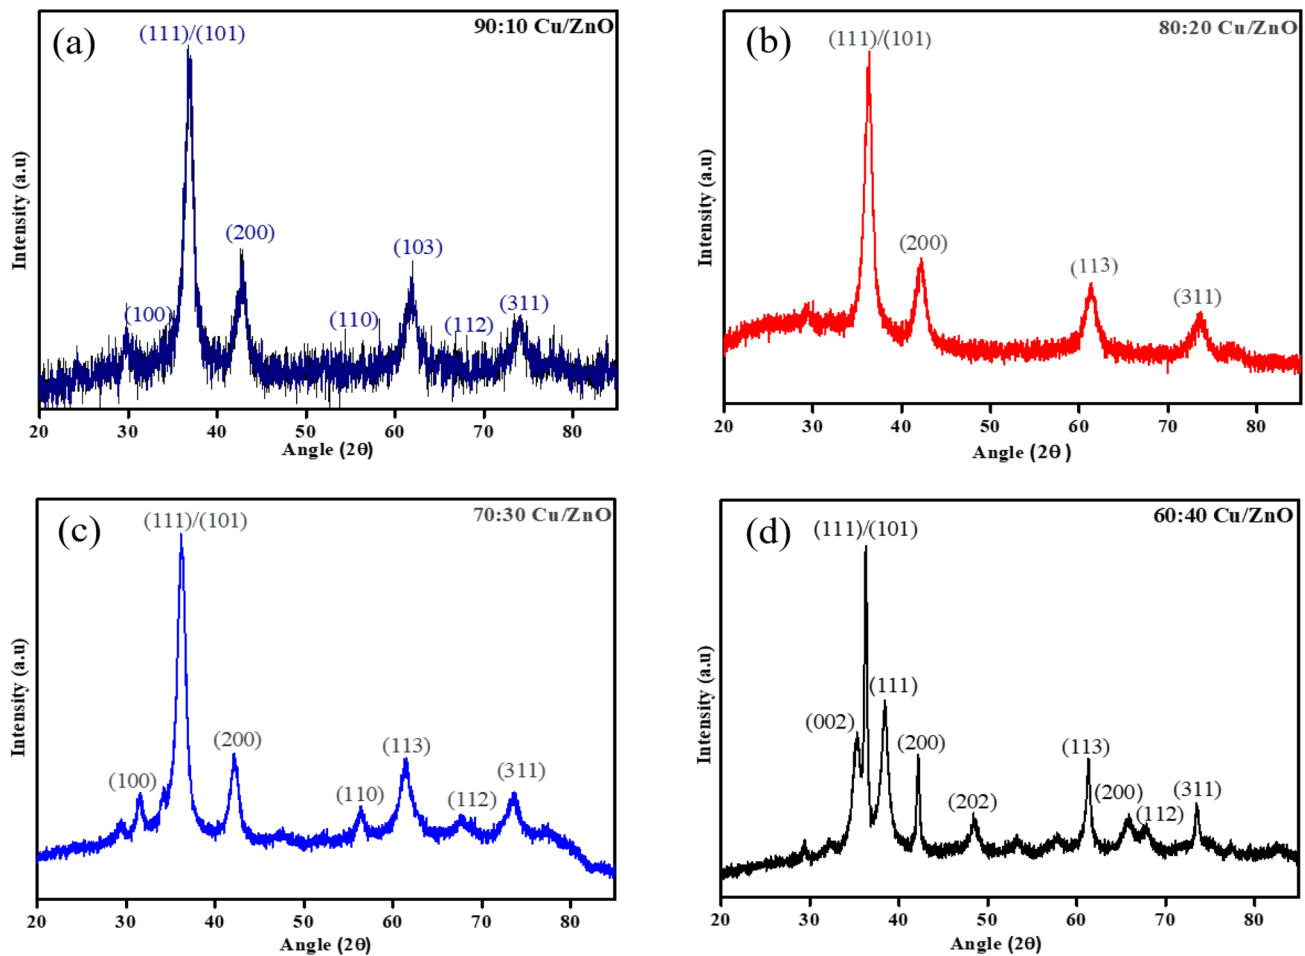 (a)
90:10 Cu/ZnO
(111)/(101)
(200)
(103)
(100)
(110)
(112)
(311)
Intensity (a.u)
20 30 40 50 60 70 80
Angle (2θ)
(b)
80:20 Cu/ZnO
(111)/(101)
(200)
(113)
(311)
Intensity (a.u)
20 30 40 50 60 70 80
Angle (2θ )
(c)
70:30 Cu/ZnO
(111)/(101)
(200)
(113)
(100)
(110)
(112)
(311)
Intensity (a.u)
20 30 40 50 60 70 80
Angle (2θ)
(d)
60:40 Cu/ZnO
(111)/(101)
(111)
(002)
(200)
(113)
(202)
(200)
(112)
(311)
Intensity (a.u)
20 30 40 50 60 70 80
Angle (2θ)